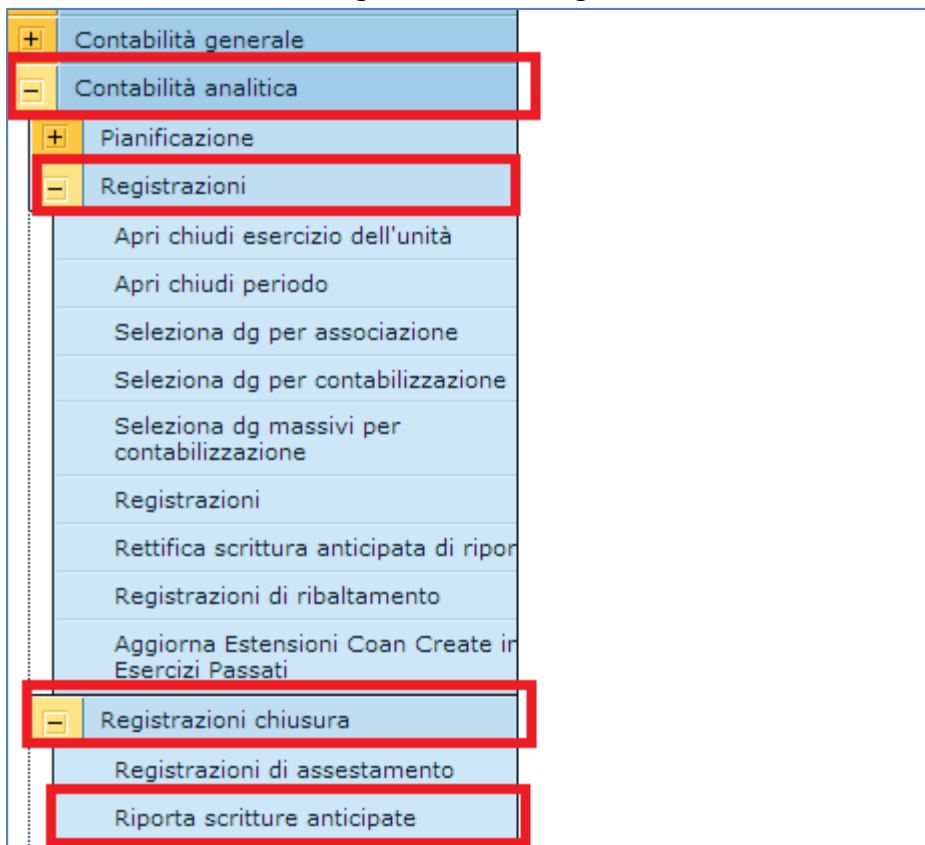 Contabilità generale
Contabilità analitica
Pianificazione
Registrazioni
Apri chiudi esercizio dell'unità
Apri chiudi periodo
Seleziona dg per associazione
Seleziona dg per contabilizzazione
Seleziona dg massivi per
contabilizzazione
Registrazioni
Rettifica scrittura anticipata di ripor
Registrazioni di ribaltamento
Aggiorna Estensioni Coan Create in
Esercizi Passati
Registrazioni chiusura
Registrazioni di assestamento
Riporta scritture anticipate